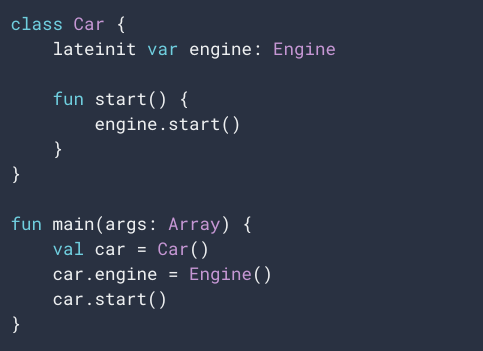 class Car {
    lateinit var engine: Engine

    fun start() {
        engine.start()
    }
}

fun main(args: Array) {
    val car = Car()
    car.engine = Engine()
    car.start()
}